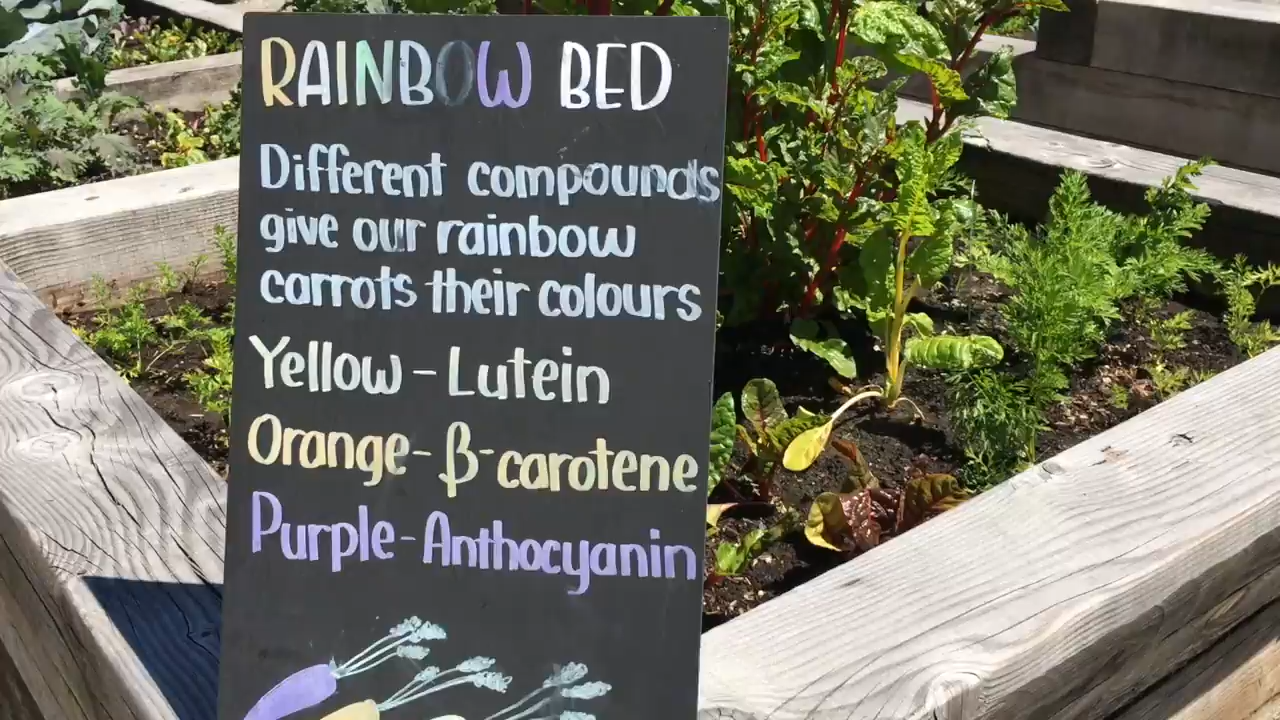 RAINBOW BED
Different compounds
give our rainbow
carrots their colours
Yellow - Lutein
Orange - β-carotene
Purple - Anthocyanin